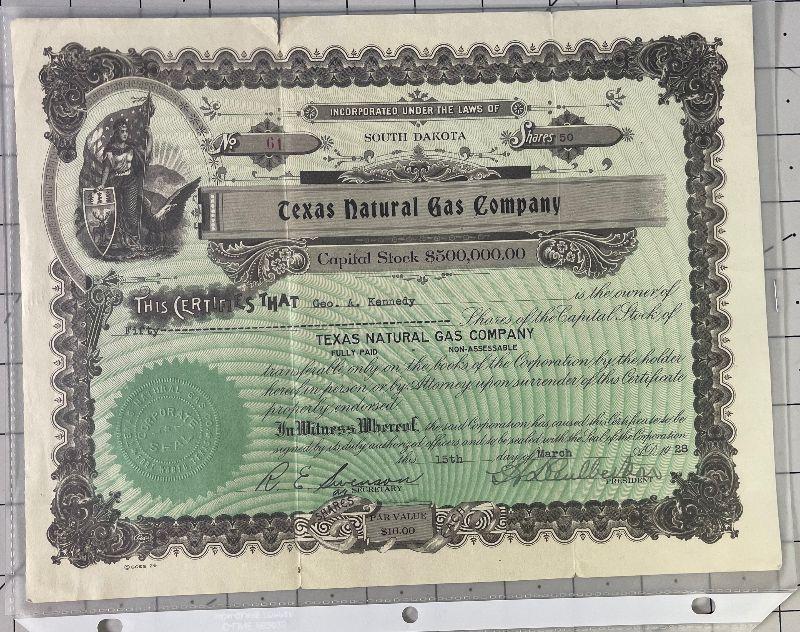 INCORPORATED UNDER THE LAWS OF
SOUTH DAKOTA
No 61
Shares 50
Texas Natural Gas Company
Capital Stock $500,000.00
THIS CERTIFIES THAT Geo. A. Kennedy is the owner of
Fifty Shares of the Capital Stock of
TEXAS NATURAL GAS COMPANY
FULLY PAID NON-ASSESSABLE
transferable only on the books of the Corporation by the holder
hereof in person or by Attorney upon surrender of this Certificate
properly endorsed.
In Witness Whereof, the said Corporation has caused this Certificate to be
signed by its duly authorized officers and to be sealed with the Seal of the Corporation
this 15th day of March A.D. 1928
CORPORATE
SEAL
R E Swenson
SECRETARY
PRESIDENT
SHARES
PAR VALUE
$10.00
EACH
©GOES